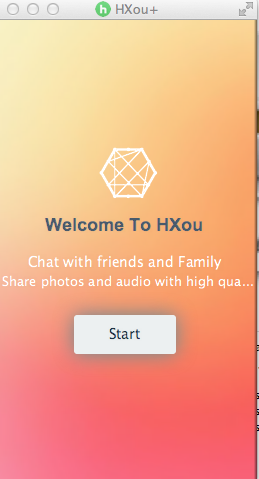 h HXou+
Welcome To HXou
Chat with friends and Family
Share photos and audio with high qua...
Start